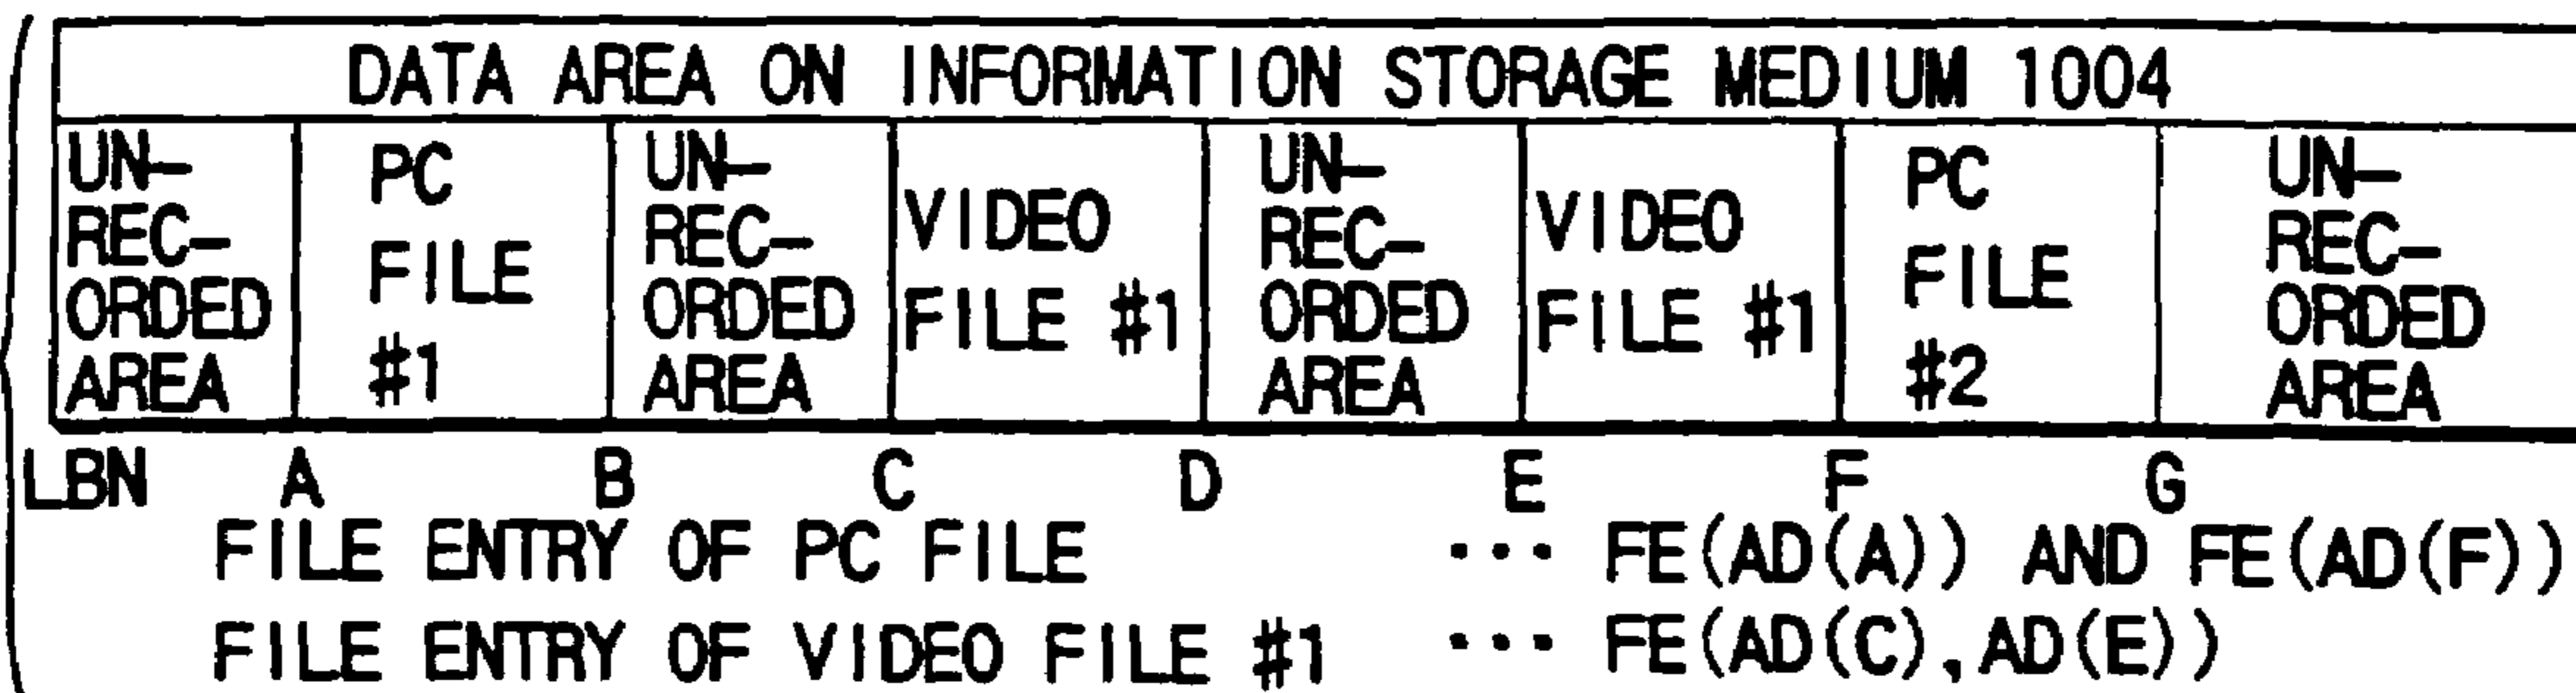 DATA AREA ON INFORMATION STORAGE MEDIUM 1004
UN-
REC-
ORDED
AREA
PC
FILE
#1
UN-
REC-
ORDED
AREA
VIDEO
FILE #1
UN-
REC-
ORDED
AREA
VIDEO
FILE #1
PC
FILE
#2
UN-
REC-
ORDED
AREA
LBN A B C D E F G
FILE ENTRY OF PC FILE ··· FE(AD(A)) AND FE(AD(F))
FILE ENTRY OF VIDEO FILE #1 ··· FE(AD(C),AD(E))